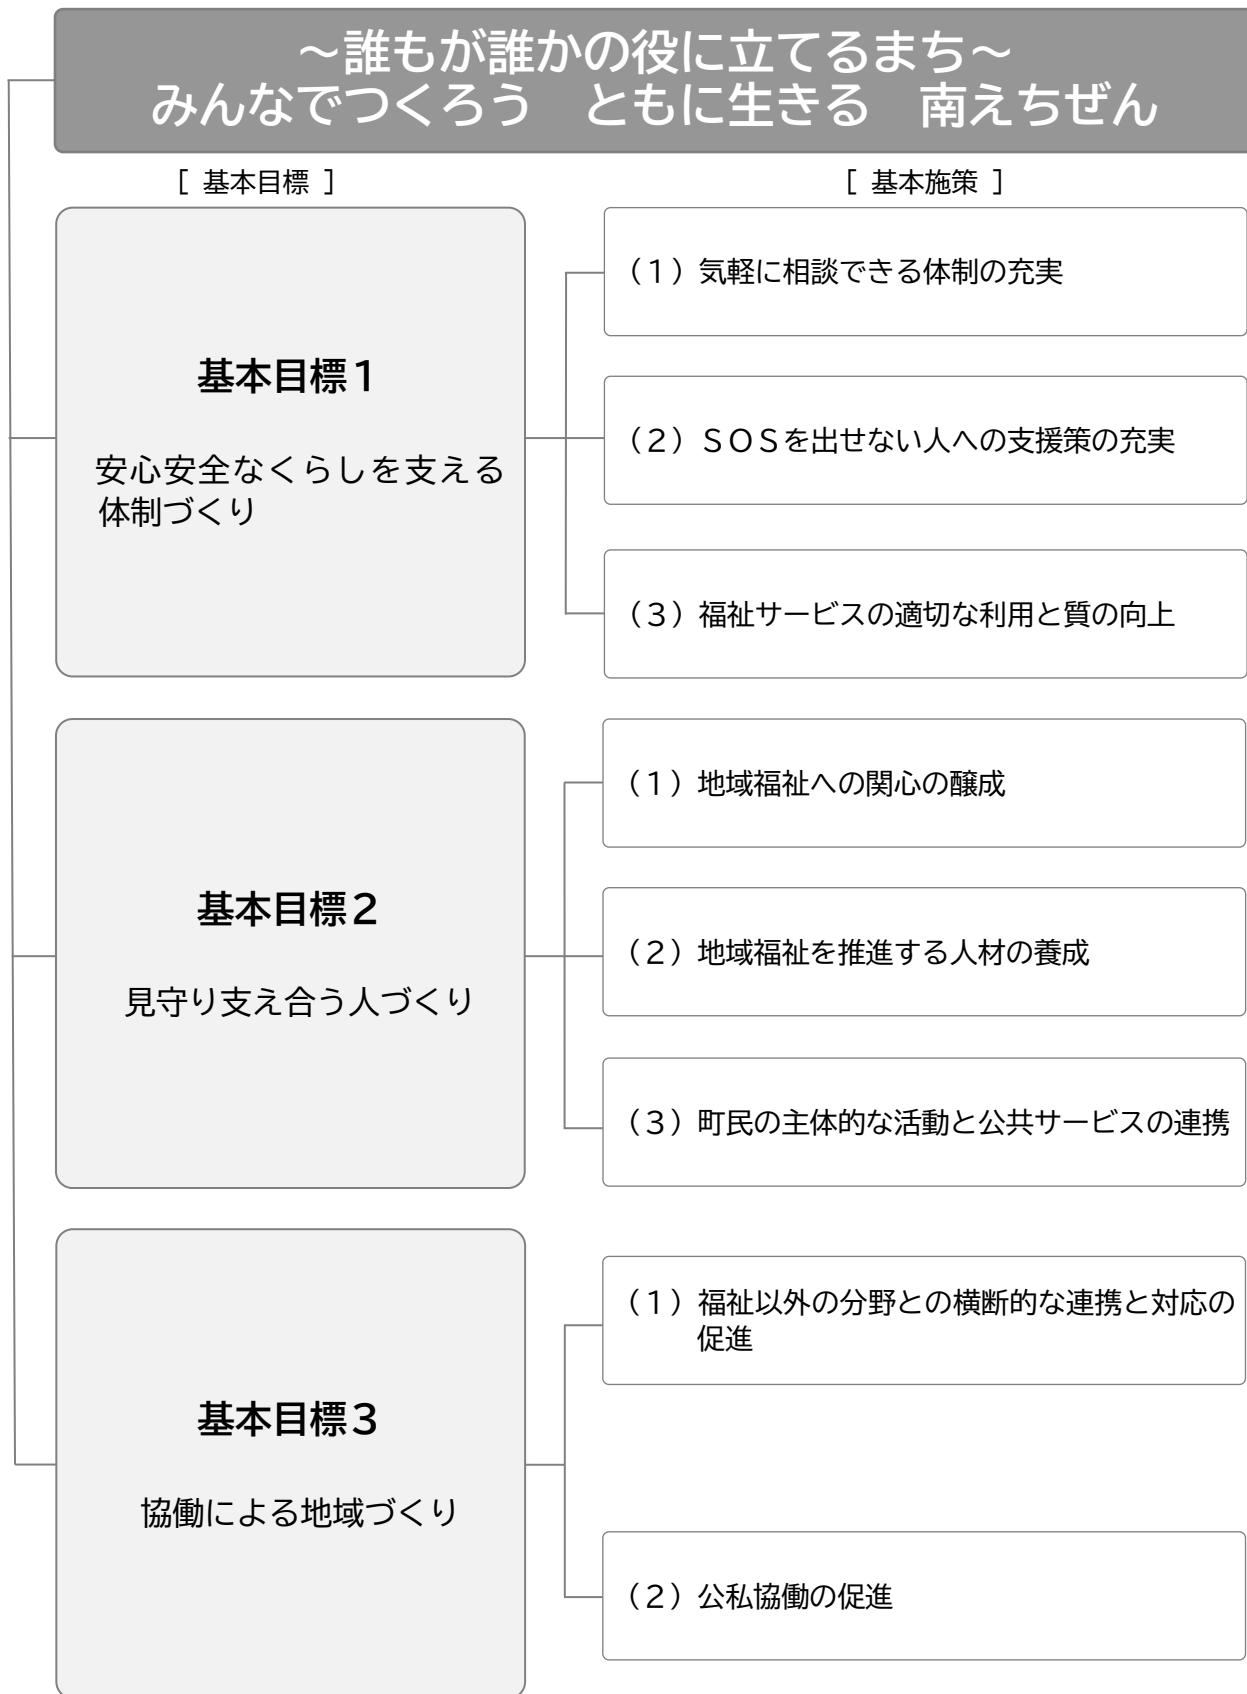 ～誰もが誰かの役に立てるまち～
みんなでつくろう　ともに生きる　南えちぜん
［ 基本目標 ］
［ 基本施策 ］
基本目標１
安心安全なくらしを支える
体制づくり
（１）気軽に相談できる体制の充実
（２）ＳＯＳを出せない人への支援策の充実
（３）福祉サービスの適切な利用と質の向上
基本目標２
見守り支え合う人づくり
（１）地域福祉への関心の醸成
（２）地域福祉を推進する人材の養成
（３）町民の主体的な活動と公共サービスの連携
基本目標３
協働による地域づくり
（１）福祉以外の分野との横断的な連携と対応の
促進
（２）公私協働の促進